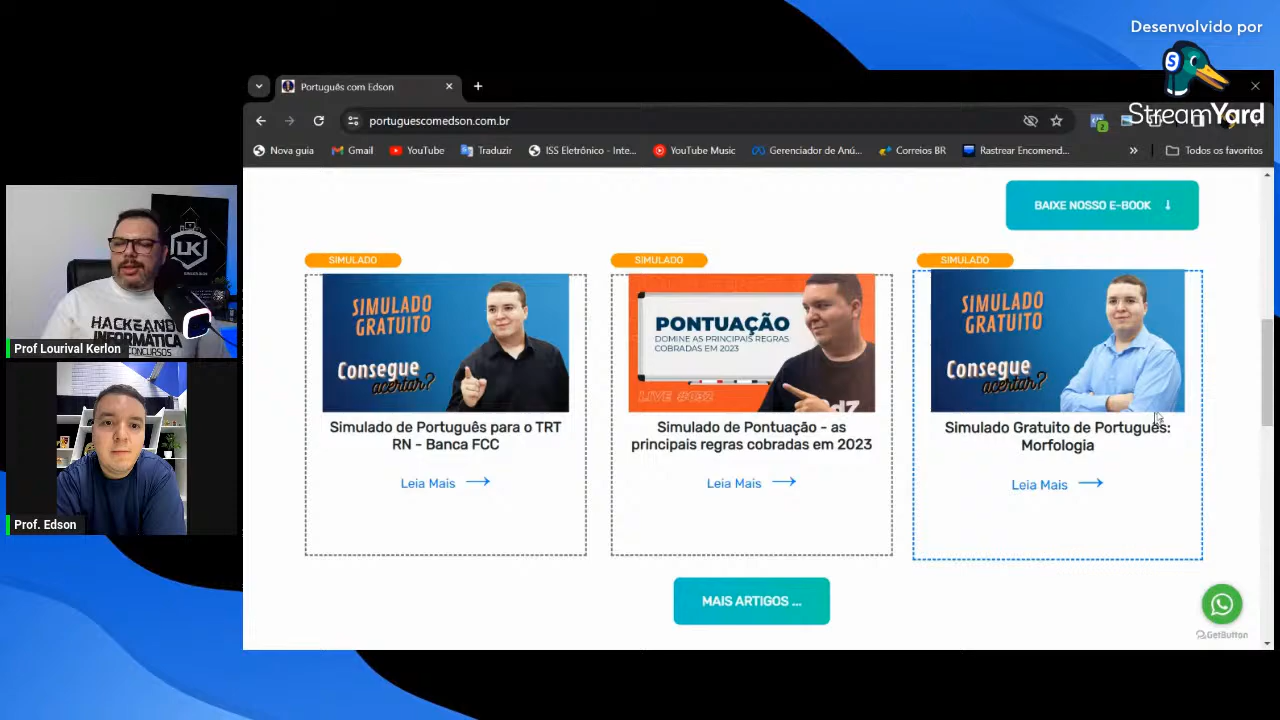 Desenvolvido por
StreamYard
Português com Edson
portuguescomedson.com.br
Nova guia
Gmail
YouTube
Traduzir
ISS Eletrônico - Inte...
YouTube Music
Gerenciador de Anú...
Correios BR
Rastrear Encomend...
Todos os favoritos
BAIXE NOSSO E-BOOK
SIMULADO
SIMULADO
SIMULADO
SIMULADO
GRATUITO
Consegue
acertar?
PONTUAÇÃO
DOMINE AS PRINCIPAIS REGRAS
COBRADAS EM 2023
LIVE #032
SIMULADO
GRATUITO
Consegue
acertar?
Simulado de Português para o TRT
RN - Banca FCC
Simulado de Pontuação - as
principais regras cobradas em 2023
Simulado Gratuito de Português:
Morfologia
Leia Mais
Leia Mais
Leia Mais
MAIS ARTIGOS ...
GetButton
LK
HACKEANDO
INFORMÁTICA
CONCURSOS
Prof Lourival Kerlon
Prof. Edson